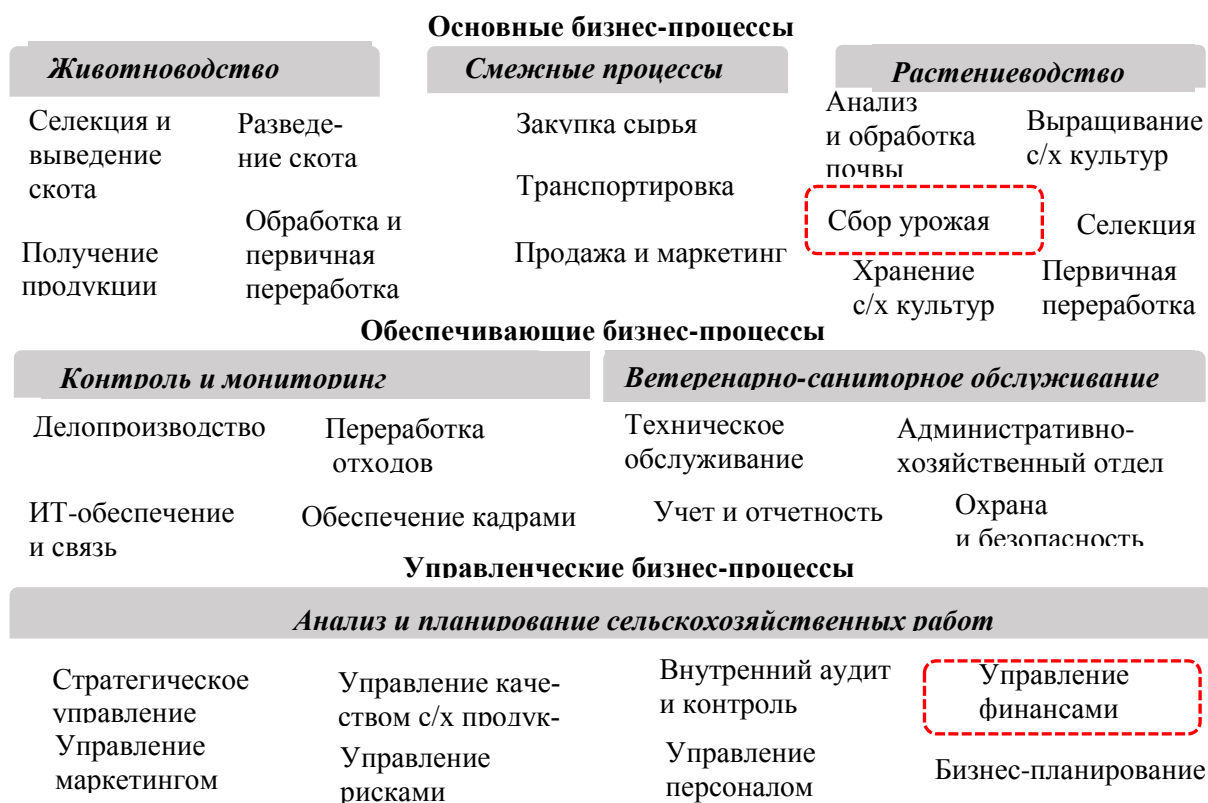 Основные бизнес-процессы
Животноводство
Селекция и
выведение
скота
Разведе-
ние скота
Получение
продукции
Обработка и
первичная
переработка
Смежные процессы
Закупка сырья
Транспортировка
Продажа и маркетинг
Растениеводство
Анализ
и обработка
почвы
Выращивание
с/х культур
Сбор урожая
Селекция
Хранение
с/х культур
Первичная
переработка
Обеспечивающие бизнес-процессы
Контроль и мониторинг
Делопроизводство
Переработка
отходов
ИТ-обеспечение
и связь
Обеспечение кадрами
Ветеренарно-саниторное обслуживание
Техническое
обслуживание
Административно-
хозяйственный отдел
Учет и отчетность
Охрана
и безопасность
Управленческие бизнес-процессы
Анализ и планирование сельскохозяйственных работ
Стратегическое
управление
Управление каче-
ством с/х продук-
Внутренний аудит
и контроль
Управление
финансами
Управление
маркетингом
Управление
рисками
Управление
персоналом
Бизнес-планирование